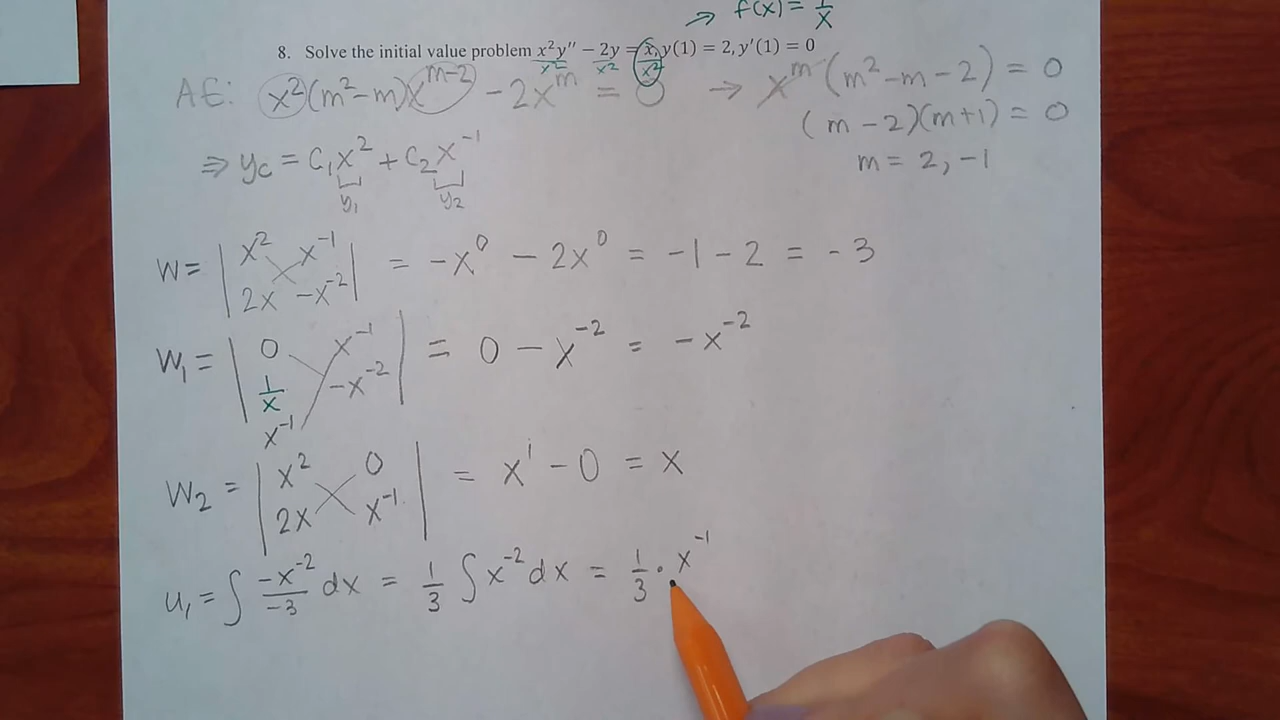 ⇒ f(x) = 1/x
8. Solve the initial value problem x²y″ − 2y = x, y(1) = 2, y′(1) = 0
x² x² x²
AE: x²(m²−m)x^(m−2) − 2x^m = 0 → x^m (m²−m−2) = 0
(m−2)(m+1) = 0
⇒ y_c = c₁x² + c₂x⁻¹ m = 2, −1
y₁ y₂
W = | x² x⁻¹ | = −x⁰ − 2x⁰ = −1 − 2 = −3
2x −x⁻²
W₁ = | 0 x⁻¹ | = 0 − x⁻² = −x⁻²
1/x −x⁻²
x⁻¹
W₂ = | x² 0 | = x¹ − 0 = x
2x x⁻¹
u₁ = ∫ −x⁻²/−3 dx = 1/3 ∫ x⁻² dx = 1/3 · x⁻¹